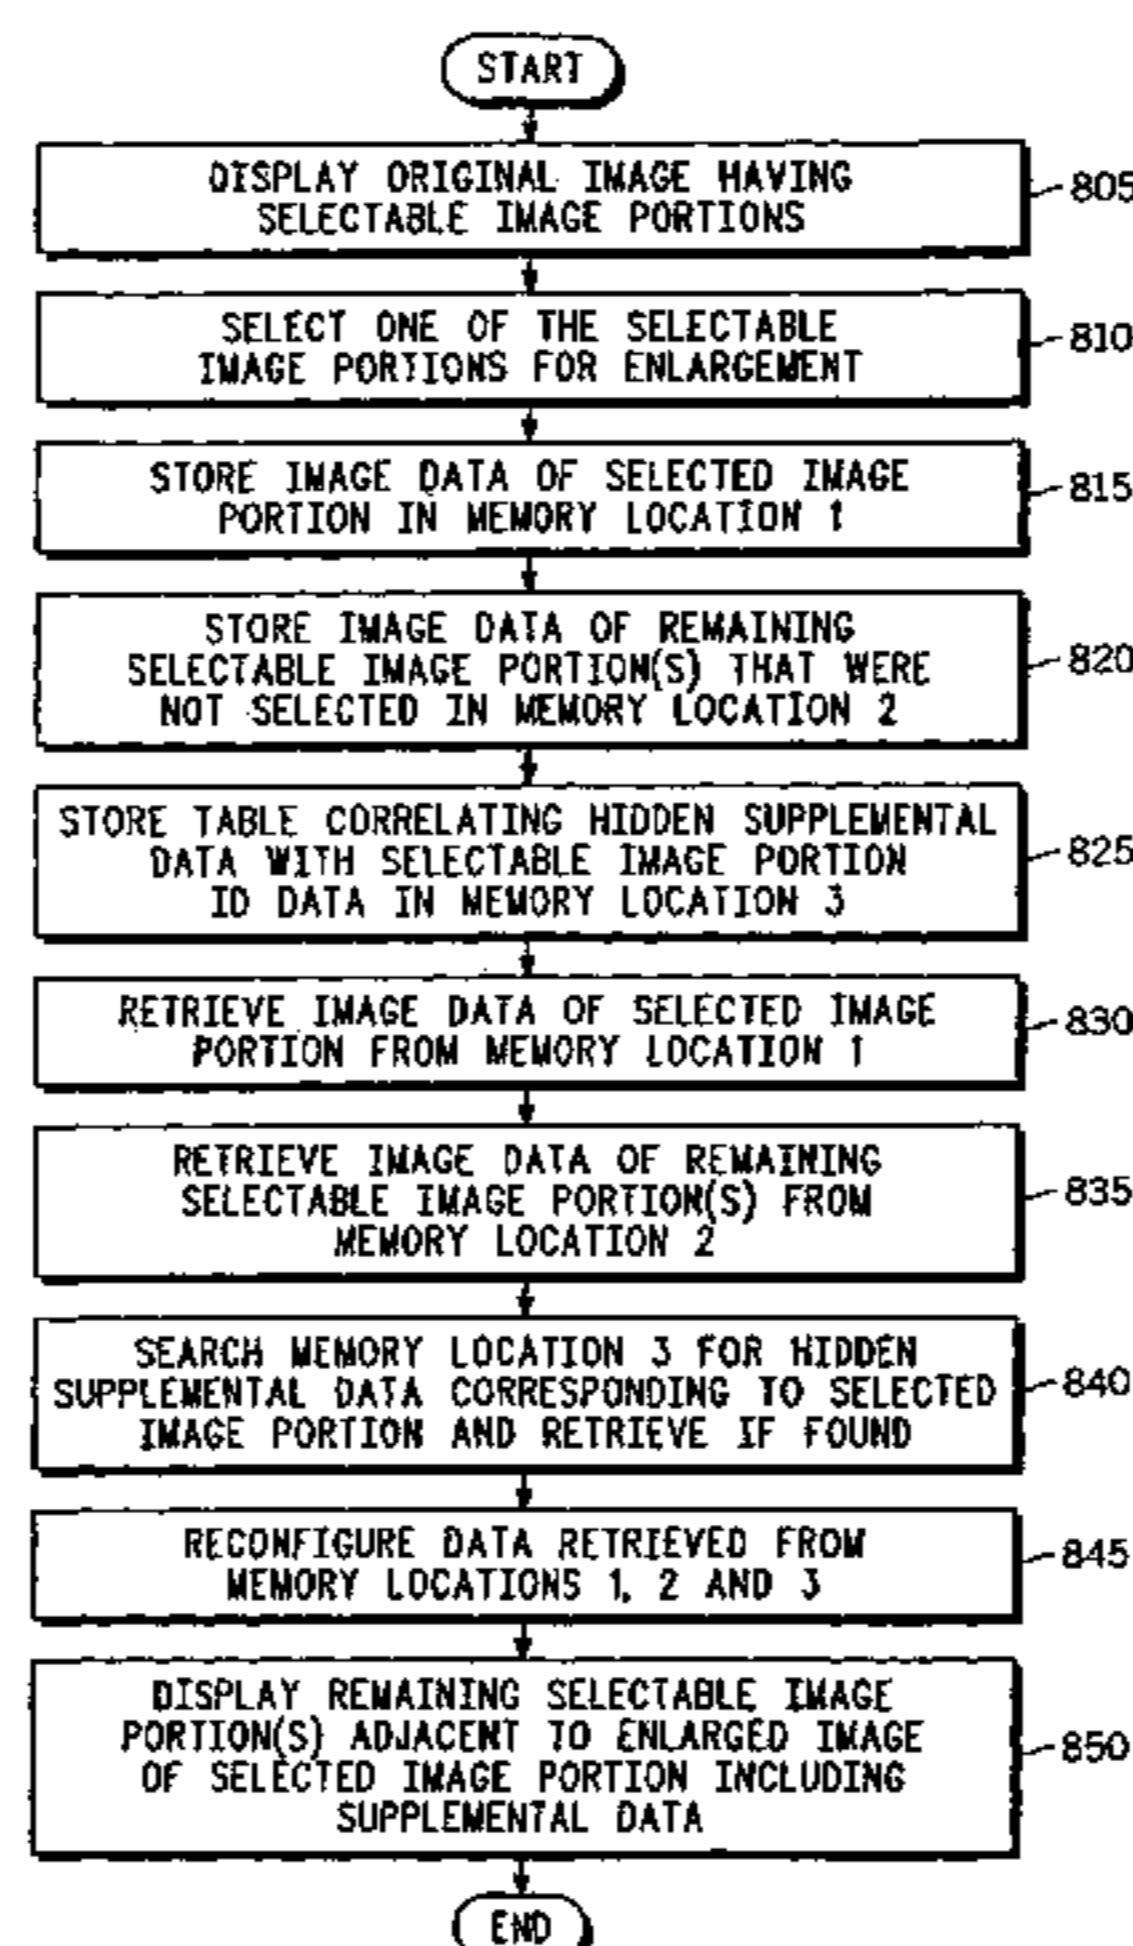 START
DISPLAY ORIGINAL IMAGE HAVING
SELECTABLE IMAGE PORTIONS
805
SELECT ONE OF THE SELECTABLE
IMAGE PORTIONS FOR ENLARGEMENT
810
STORE IMAGE DATA OF SELECTED IMAGE
PORTION IN MEMORY LOCATION 1
815
STORE IMAGE DATA OF REMAINING
SELECTABLE IMAGE PORTION(S) THAT WERE
NOT SELECTED IN MEMORY LOCATION 2
820
STORE TABLE CORRELATING HIDDEN SUPPLEMENTAL
DATA WITH SELECTABLE IMAGE PORTION
ID DATA IN MEMORY LOCATION 3
825
RETRIEVE IMAGE DATA OF SELECTED IMAGE
PORTION FROM MEMORY LOCATION 1
830
RETRIEVE IMAGE DATA OF REMAINING
SELECTABLE IMAGE PORTION(S) FROM
MEMORY LOCATION 2
835
SEARCH MEMORY LOCATION 3 FOR HIDDEN
SUPPLEMENTAL DATA CORRESPONDING TO SELECTED
IMAGE PORTION AND RETRIEVE IF FOUND
840
RECONFIGURE DATA RETRIEVED FROM
MEMORY LOCATIONS 1, 2 AND 3
845
DISPLAY REMAINING SELECTABLE IMAGE
PORTION(S) ADJACENT TO ENLARGED IMAGE
OF SELECTED IMAGE PORTION INCLUDING
SUPPLEMENTAL DATA
850
END